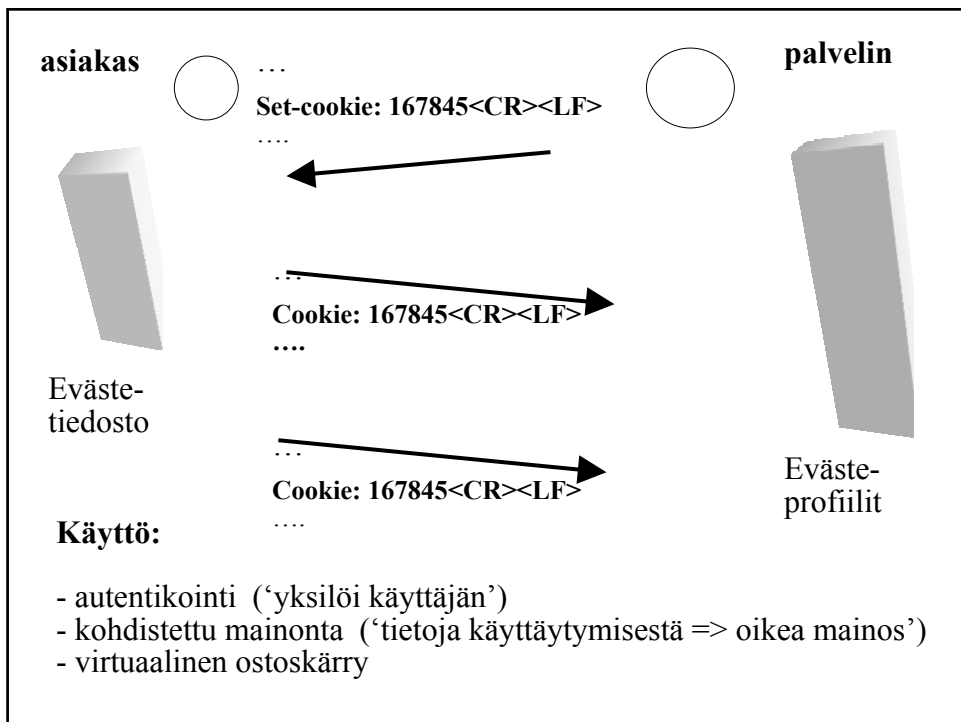 asiakas
palvelin
…
Set-cookie: 167845<CR><LF>
….
…
Cookie: 167845<CR><LF>
….
Eväste-
tiedosto
…
Cookie: 167845<CR><LF>
….
Eväste-
profiilit
Käyttö:
- autentikointi (‘yksilöi käyttäjän’)
- kohdistettu mainonta (‘tietoja käyttäytymisestä => oikea mainos’)
- virtuaalinen ostoskärry